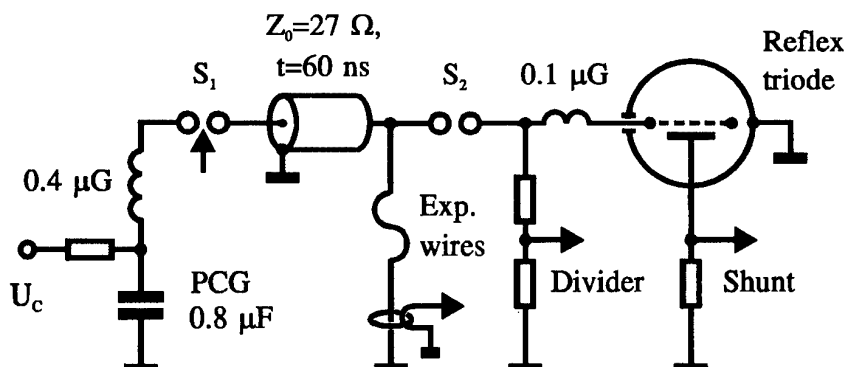 Z₀=27 Ω,
t=60 ns
S₁
S₂
0.1 μG
Reflex
triode
0.4 μG
Exp.
wires
U_C
PCG
0.8 μF
Divider
Shunt